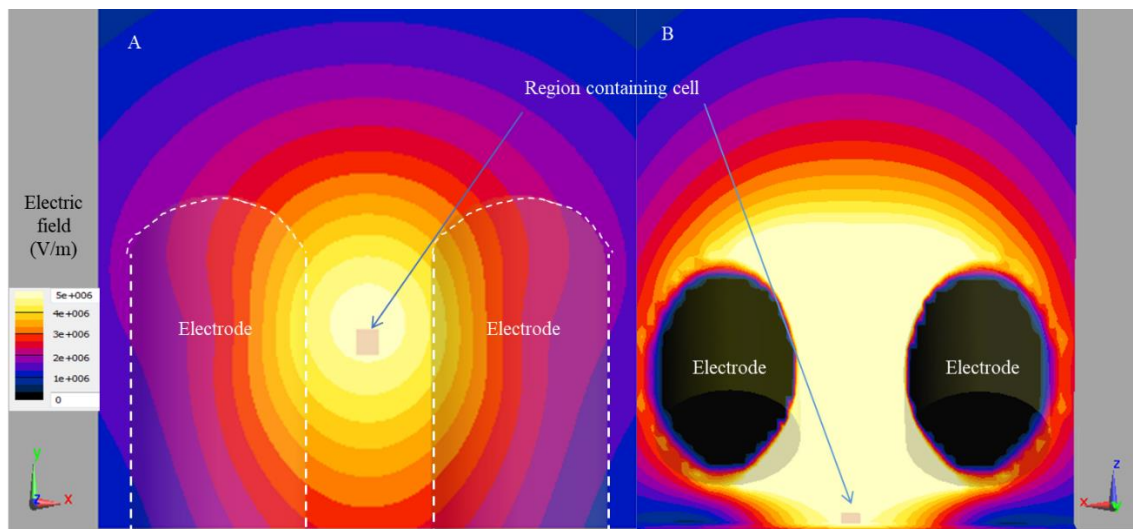 A
B
Region containing cell
Electric
field
(V/m)
5e+006
4e+006
3e+006
2e+006
1e+006
0
Electrode
Electrode
Electrode
Electrode
y
z
x
z
y
x